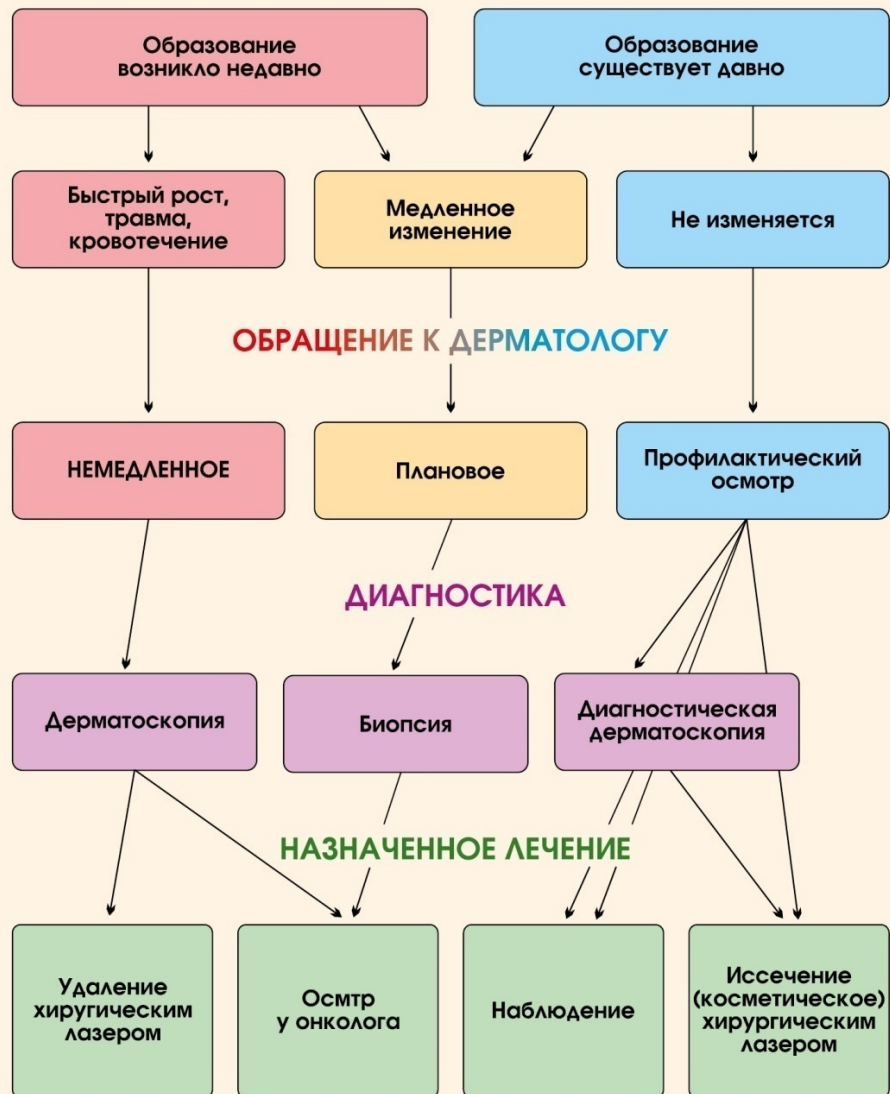 Образование
возникло недавно
Образование
существует давно
Быстрый рост,
травма,
кровотечение
Медленное
изменение
Не изменяется
ОБРАЩЕНИЕ К ДЕРМАТОЛОГУ
НЕМЕДЛЕННОЕ
Плановое
Профилактический
осмотр
ДИАГНОСТИКА
Дерматоскопия
Биопсия
Диагностическая
дерматоскопия
НАЗНАЧЕННОЕ ЛЕЧЕНИЕ
Удаление
хиругическим
лазером
Осмтр
у онколога
Наблюдение
Иссечение
(косметическое)
хирургическим
лазером